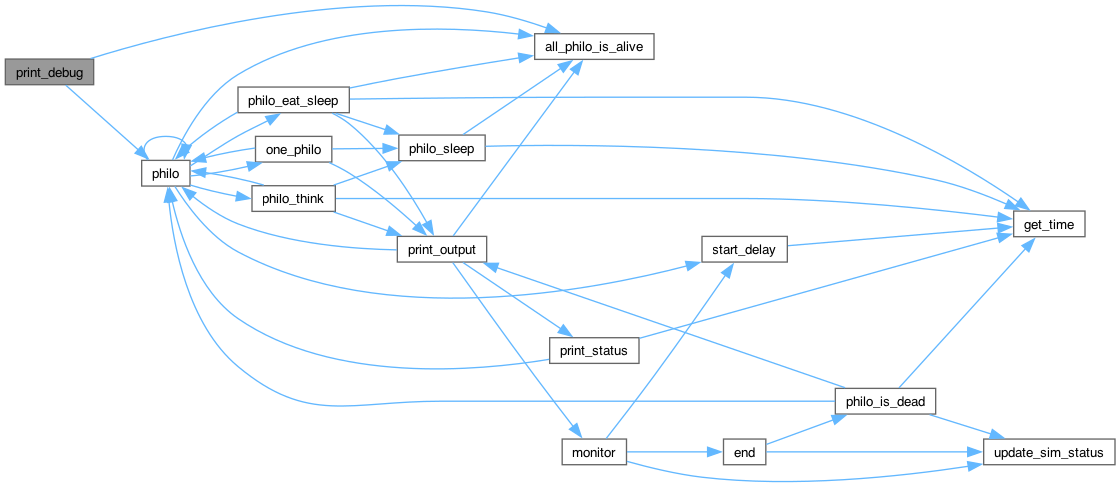 all_philo_is_alive
print_debug
philo_eat_sleep
one_philo
philo_sleep
philo
philo_think
get_time
print_output
start_delay
print_status
philo_is_dead
monitor
end
update_sim_status